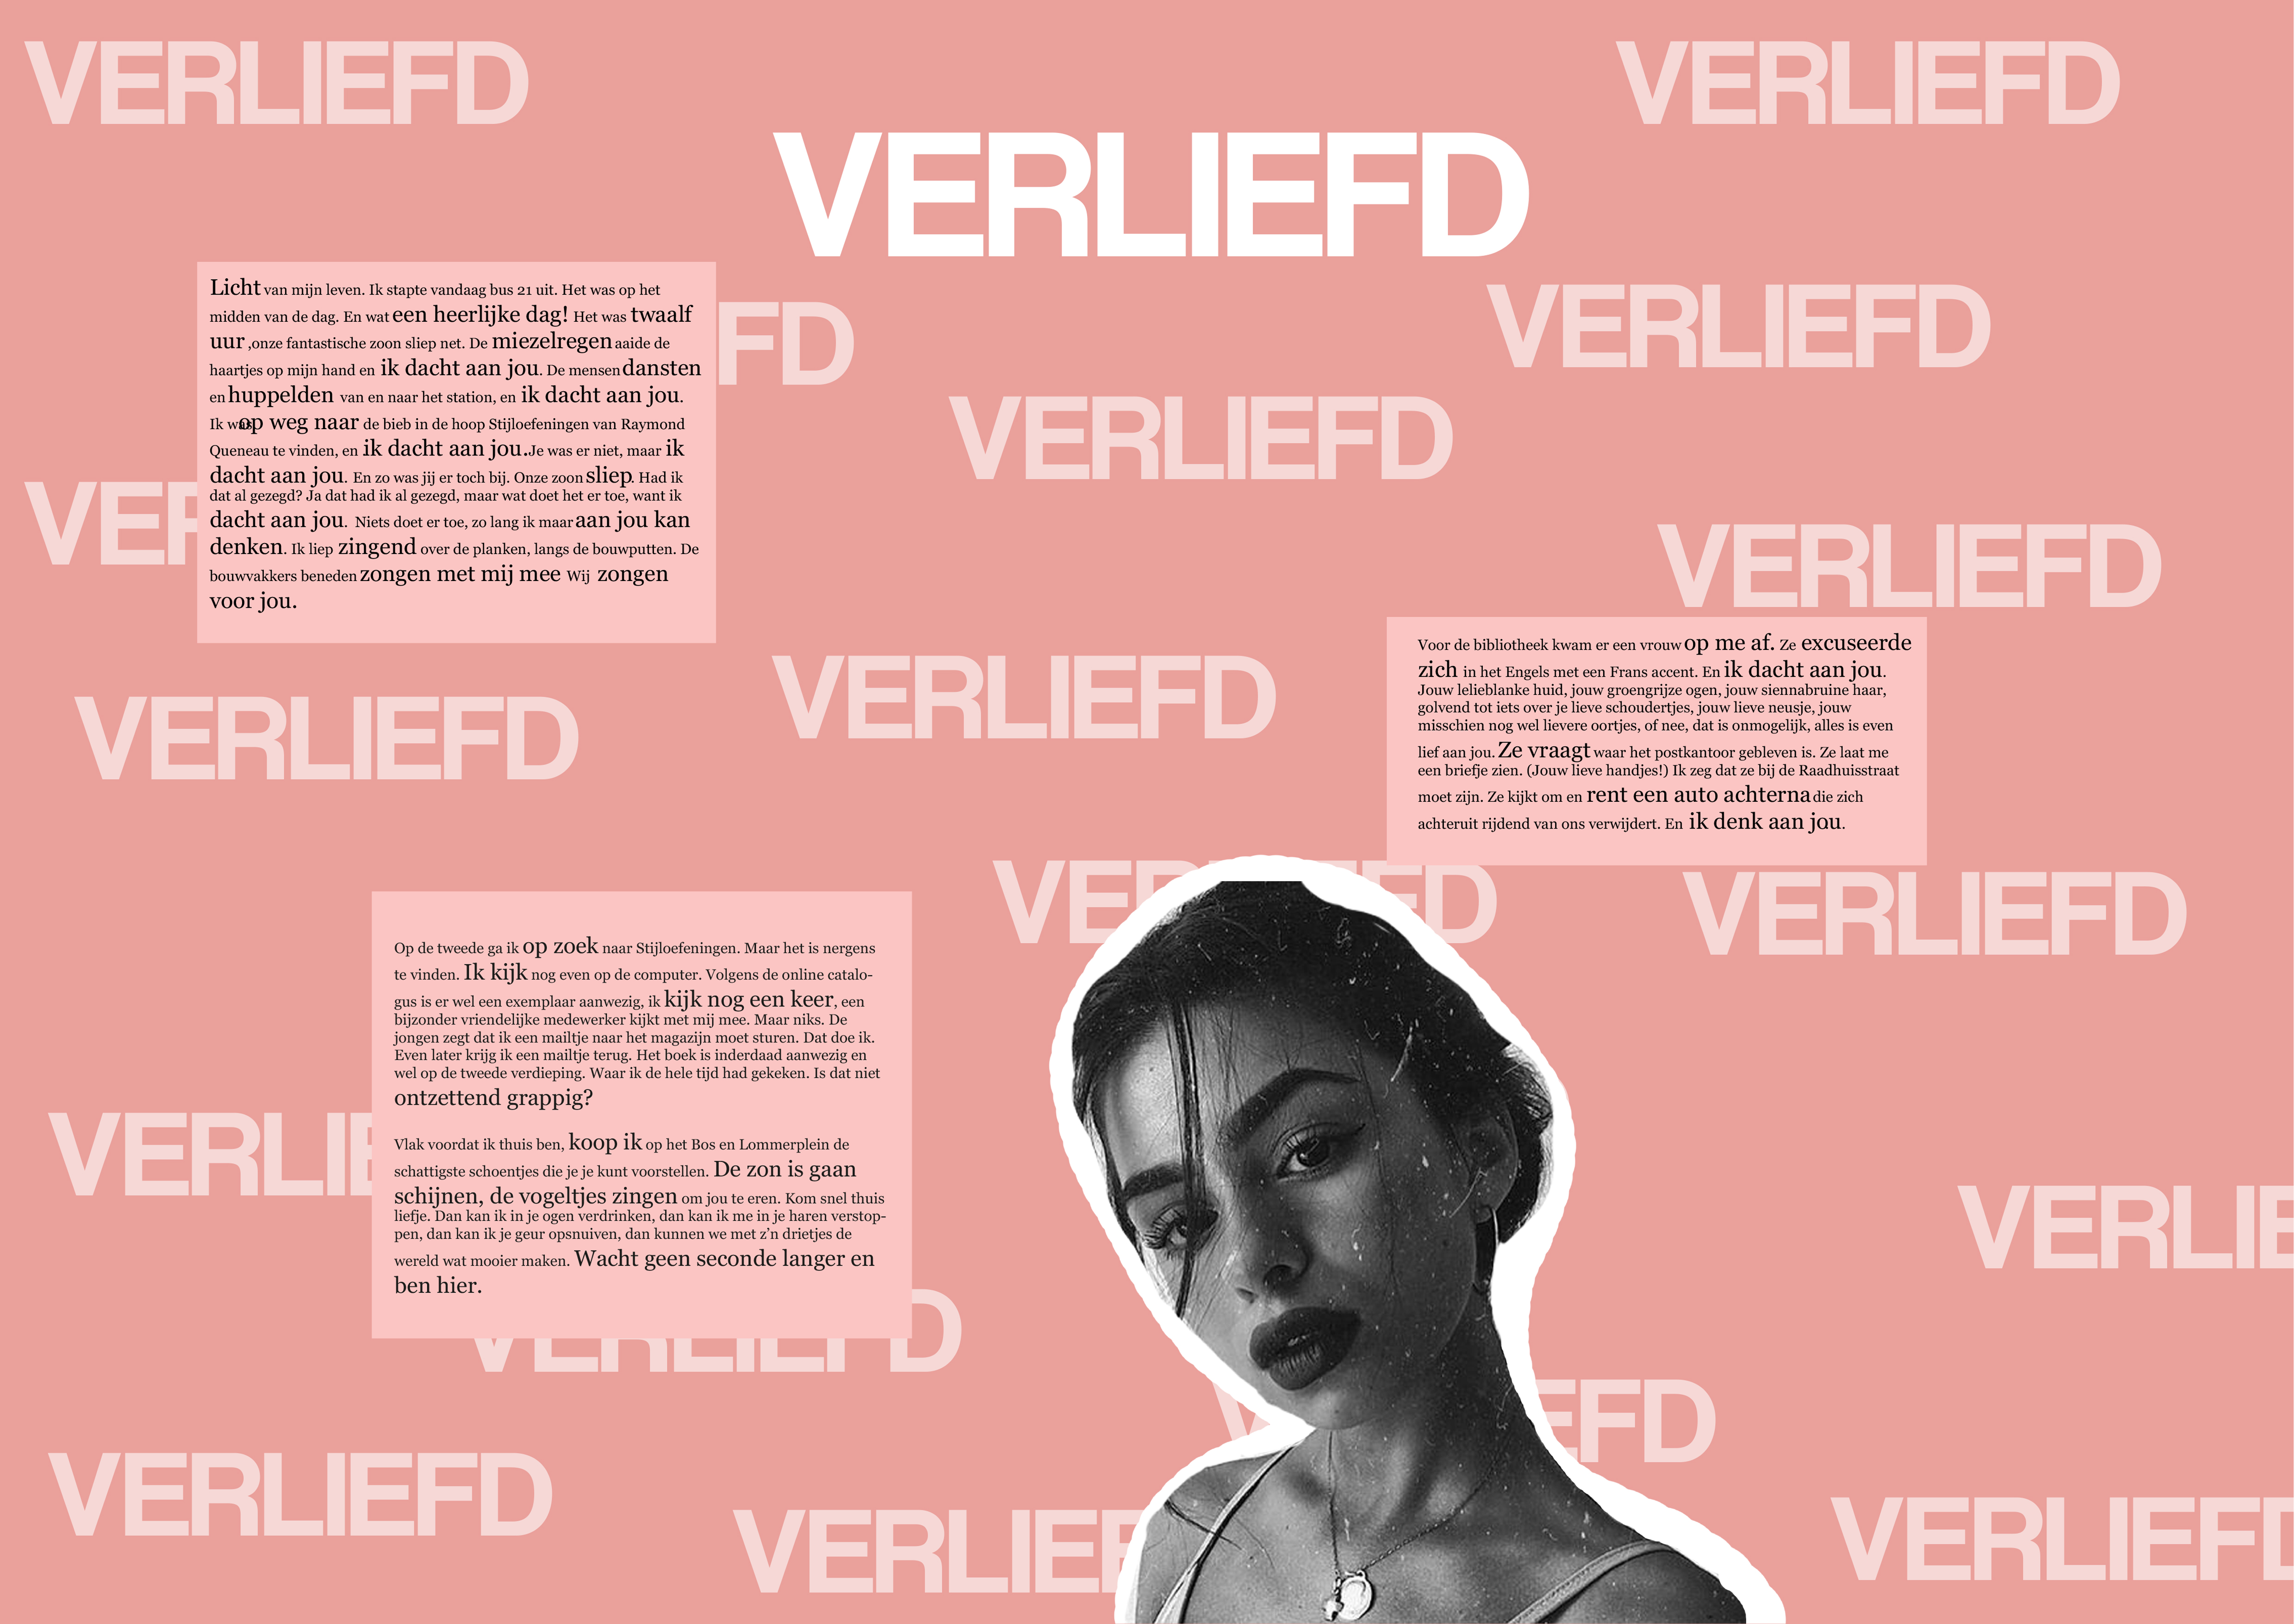 VERLIEFD
VERLIEFD
VERLIEFD
Licht van mijn leven. Ik stapte vandaag bus 21 uit. Het was op het
midden van de dag. En wat een heerlijke dag! Het was twaalf
uur ,onze fantastische zoon sliep net. De miezelregen aaide de
haartjes op mijn hand en ik dacht aan jou. De mensen dansten
en huppelden van en naar het station, en ik dacht aan jou.
Ik was op weg naar de bieb in de hoop Stijloefeningen van Raymond
Queneau te vinden, en ik dacht aan jou. Je was er niet, maar ik
dacht aan jou. En zo was jij er toch bij. Onze zoon sliep. Had ik
dat al gezegd? Ja dat had ik al gezegd, maar wat doet het er toe, want ik
dacht aan jou. Niets doet er toe, zo lang ik maar aan jou kan
denken. Ik liep zingend over de planken, langs de bouwputten. De
bouwvakkers beneden zongen met mij mee Wij zongen
voor jou.
FD
VERLIEFD
VERLIEFD
VER
VERLIEFD
Voor de bibliotheek kwam er een vrouw op me af. Ze excuseerde
zich in het Engels met een Frans accent. En ik dacht aan jou.
Jouw lelieblanke huid, jouw groengrijze ogen, jouw siennabruine haar,
golvend tot iets over je lieve schoudertjes, jouw lieve neusje, jouw
misschien nog wel lievere oortjes, of nee, dat is onmogelijk, alles is even
lief aan jou. Ze vraagt waar het postkantoor gebleven is. Ze laat me
een briefje zien. (Jouw lieve handjes!) Ik zeg dat ze bij de Raadhuisstraat
moet zijn. Ze kijkt om en rent een auto achterna die zich
achteruit rijdend van ons verwijdert. En ik denk aan jou.
VERLIEFD
VERLIEFD
VERLIEFD
VERLIEFD
Op de tweede ga ik op zoek naar Stijloefeningen. Maar het is nergens
te vinden. Ik kijk nog even op de computer. Volgens de online catalo-
gus is er wel een exemplaar aanwezig, ik kijk nog een keer, een
bijzonder vriendelijke medewerker kijkt met mij mee. Maar niks. De
jongen zegt dat ik een mailtje naar het magazijn moet sturen. Dat doe ik.
Even later krijg ik een mailtje terug. Het boek is inderdaad aanwezig en
wel op de tweede verdieping. Waar ik de hele tijd had gekeken. Is dat niet
ontzettend grappig?
Vlak voordat ik thuis ben, koop ik op het Bos en Lommerplein de
schattigste schoentjes die je je kunt voorstellen. De zon is gaan
schijnen, de vogeltjes zingen om jou te eren. Kom snel thuis
liefje. Dan kan ik in je ogen verdrinken, dan kan ik me in je haren verstop-
pen, dan kan ik je geur opsnuiven, dan kunnen we met z'n drietjes de
wereld wat mooier maken. Wacht geen seconde langer en
ben hier.
VERLIE
VERLIE
VERLIEFD
EFD
VERLIEFD
VERLIEF
VERLIEFD